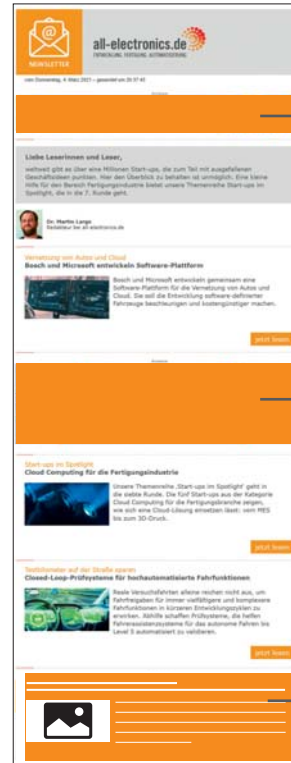 NEWSLETTER
all-electronics.de
ENTWICKLUNG. FERTIGUNG. AUTOMATISIERUNG
vom Donnerstag, 4. März 2021 – gesendet um 20:37:45
Anzeige
Liebe Leserinnen und Leser,
weltweit gibt es über eine Millionen Start-ups, die zum Teil mit ausgefallenen
Geschäftsideen punkten. Hier den Überblick zu behalten ist unmöglich. Eine kleine
Hilfe für den Bereich Fertigungsindustrie bietet unsere Themenreihe Start-ups im
Spotlight, die in die 7. Runde geht.
Dr. Martin Large
Redakteur bei all-electronics.de
Vernetzung von Autos und Cloud
Bosch und Microsoft entwickeln Software-Plattform
Bosch und Microsoft entwickeln gemeinsam eine
Software-Plattform für die Vernetzung von Autos und
Cloud. Sie soll die Entwicklung software-definierter
Fahrzeuge beschleunigen und kostengünstiger machen.
jetzt lesen
Anzeige
Start-ups im Spotlight
Cloud Computing für die Fertigungsindustrie
Unsere Themenreihe ‚Start-ups im Spotlight' geht in
die siebte Runde. Die fünf Start-ups aus der Kategorie
Cloud Computing für die Fertigungsbranche zeigen,
wie sich eine Cloud-Lösung einsetzen lässt: vom MES
bis zum 3D-Druck.
jetzt lesen
Testkilometer auf der Straße sparen
Closed-Loop-Prüfsysteme für hochautomatisierte Fahrfunktionen
Reale Versuchsfahrten alleine reichen nicht aus, um
Fahrfreigaben für immer vielfältigere und komplexere
Fahrfunktionen in kürzeren Entwicklungszyklen zu
erwirken. Abhilfe schaffen Prüfsysteme, die helfen
Fahrerassistenzsysteme für das autonome Fahren bis
Level 5 automatisiert zu validieren.
jetzt lesen